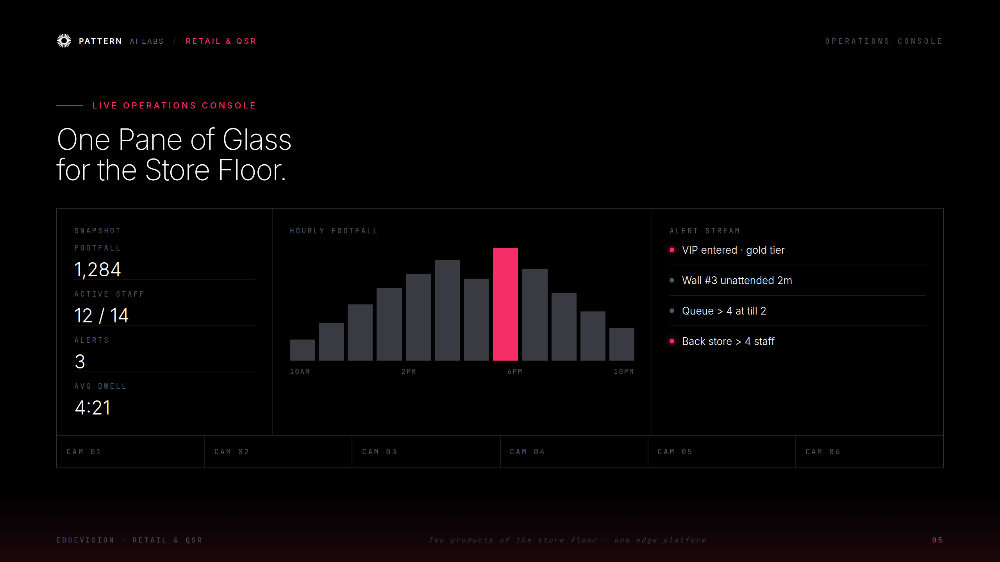 PATTERN AI LABS / RETAIL & QSR
OPERATIONS CONSOLE
LIVE OPERATIONS CONSOLE
One Pane of Glass
for the Store Floor.
SNAPSHOT
FOOTFALL
1,284
ACTIVE STAFF
12 / 14
ALERTS
3
AVG DWELL
4:21
HOURLY FOOTFALL
10AM 2PM 6PM 10PM
ALERT STREAM
VIP entered · gold tier
Wall #3 unattended 2m
Queue > 4 at till 2
Back store > 4 staff
CAM 01
CAM 02
CAM 03
CAM 04
CAM 05
CAM 06
EDGEVISION · RETAIL & QSR
Two products of the store floor · one edge platform
05